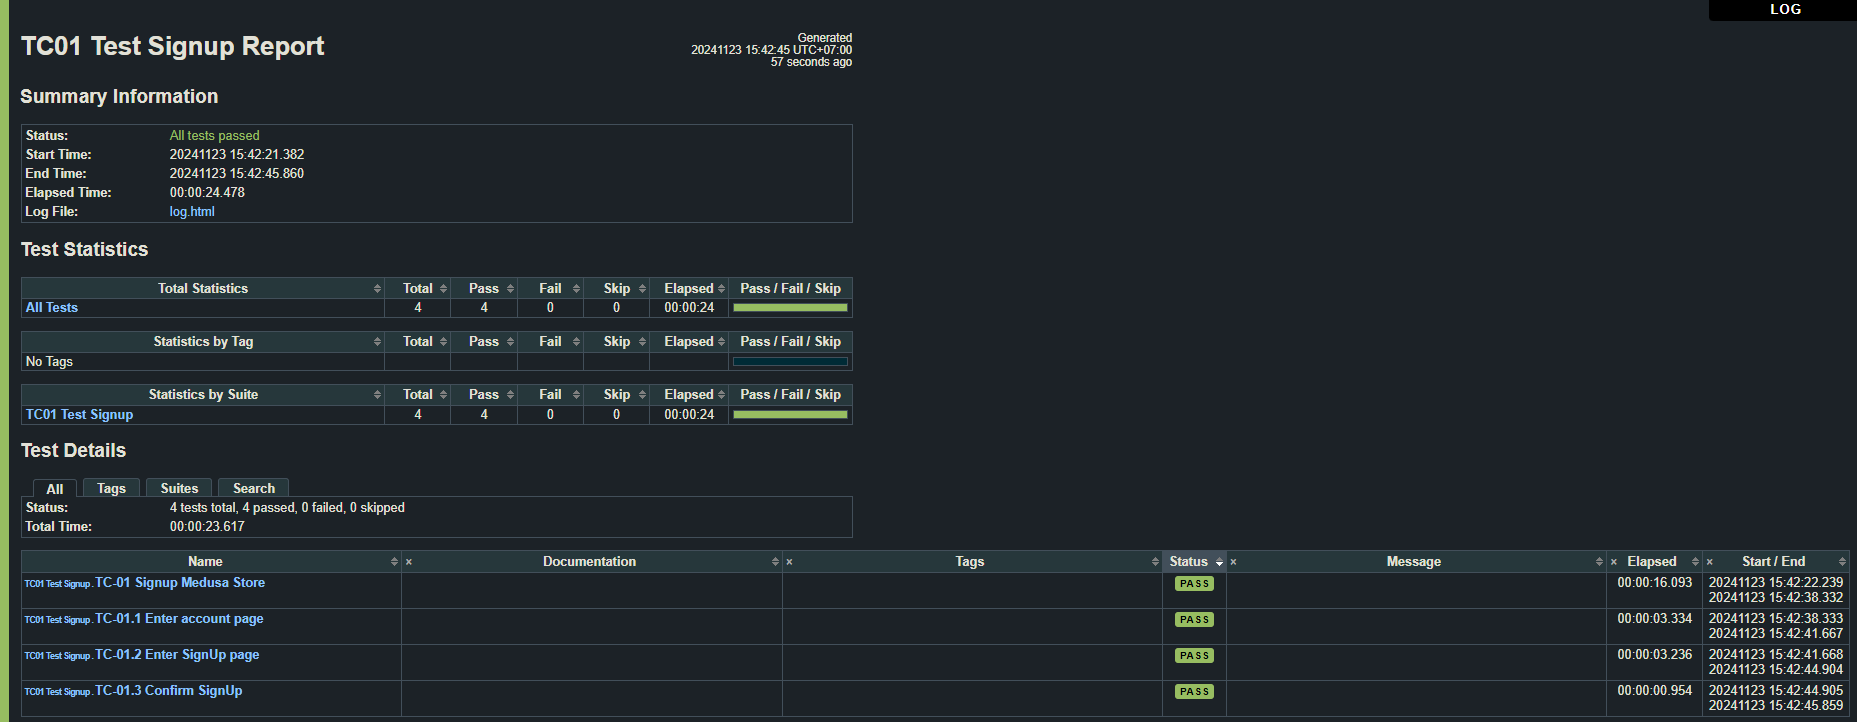 LOG
TC01 Test Signup Report
Generated
20241123 15:42:45 UTC+07:00
57 seconds ago
Summary Information
Status: All tests passed
Start Time: 20241123 15:42:21.382
End Time: 20241123 15:42:45.860
Elapsed Time: 00:00:24.478
Log File: log.html
Test Statistics
Total Statistics Total Pass Fail Skip Elapsed Pass / Fail / Skip
All Tests 4 4 0 0 00:00:24
Statistics by Tag Total Pass Fail Skip Elapsed Pass / Fail / Skip
No Tags
Statistics by Suite Total Pass Fail Skip Elapsed Pass / Fail / Skip
TC01 Test Signup 4 4 0 0 00:00:24
Test Details
All Tags Suites Search
Status: 4 tests total, 4 passed, 0 failed, 0 skipped
Total Time: 00:00:23.617
Name × Documentation × Tags Status × Message × Elapsed × Start / End
TC01 Test Signup . TC-01 Signup Medusa Store PASS 00:00:16.093 20241123 15:42:22.239
20241123 15:42:38.332
TC01 Test Signup . TC-01.1 Enter account page PASS 00:00:03.334 20241123 15:42:38.333
20241123 15:42:41.667
TC01 Test Signup . TC-01.2 Enter SignUp page PASS 00:00:03.236 20241123 15:42:41.668
20241123 15:42:44.904
TC01 Test Signup . TC-01.3 Confirm SignUp PASS 00:00:00.954 20241123 15:42:44.905
20241123 15:42:45.859